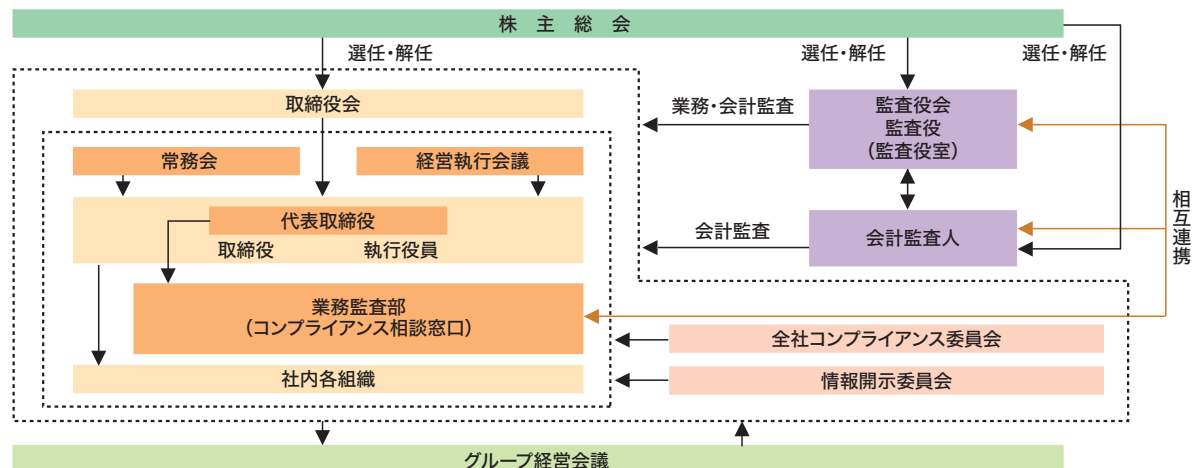 株主総会
選任・解任
選任・解任
選任・解任
取締役会
業務・会計監査
監査役会
監査役
(監査役室)
常務会
経営執行会議
代表取締役
取締役
執行役員
会計監査
会計監査人
相互連携
業務監査部
(コンプライアンス相談窓口)
全社コンプライアンス委員会
社内各組織
情報開示委員会
グループ経営会議